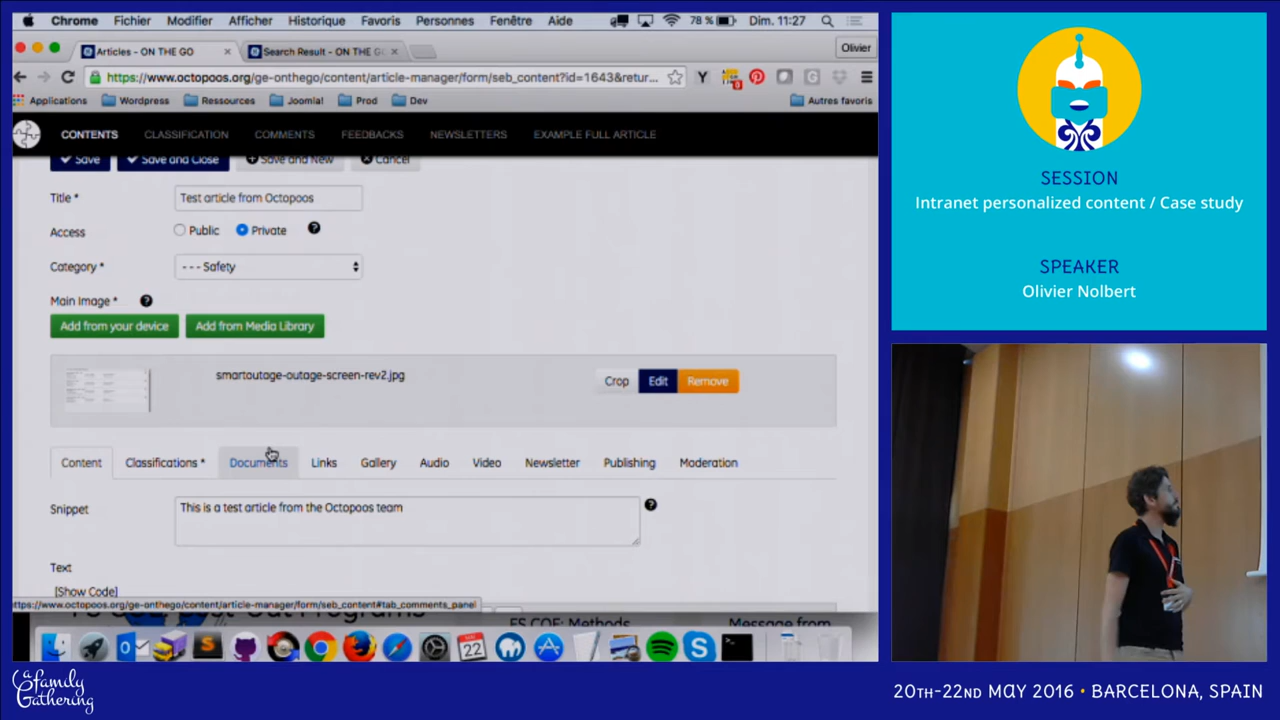 Chrome Fichier Modifier Afficher Historique Favoris Personnes Fenêtre Aide 78 % Dim. 11:27
Articles - ON THE GO Search Result - ON THE GO Olivier
https://www.octopoos.org/ge-onthego/content/article-manager/form/seb_content?id=1643&retur...
Applications Wordpress Ressources Joomla! Prod Dev Autres favoris
CONTENTS CLASSIFICATION COMMENTS FEEDBACKS NEWSLETTERS EXAMPLE FULL ARTICLE
Save Save and Close Save and New Cancel
Title * Test article from Octopoos
Access Public Private ?
Category * - - - Safety
Main Image * ?
Add from your device Add from Media Library
smartoutage-outage-screen-rev2.jpg Crop Edit Remove
Content Classifications * Documents Links Gallery Audio Video Newsletter Publishing Moderation
Snippet This is a test article from the Octopoos team ?
Text
[Show Code]
https://www.octopoos.org/ge-onthego/content/article-manager/form/seb_content#tab_comments_panel
FS COE: Methods Message from
22
SESSION
Intranet personalized content / Case study
SPEAKER
Olivier Nolbert
a family Gathering
20TH-22ND MAY 2016 • BARCELONA, SPAIN